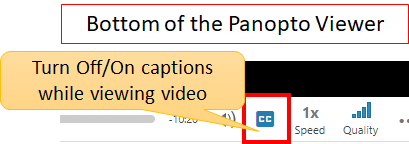 Bottom of the Panopto Viewer
Turn Off/On captions
while viewing video
-10:20
CC
1x
Speed
Quality